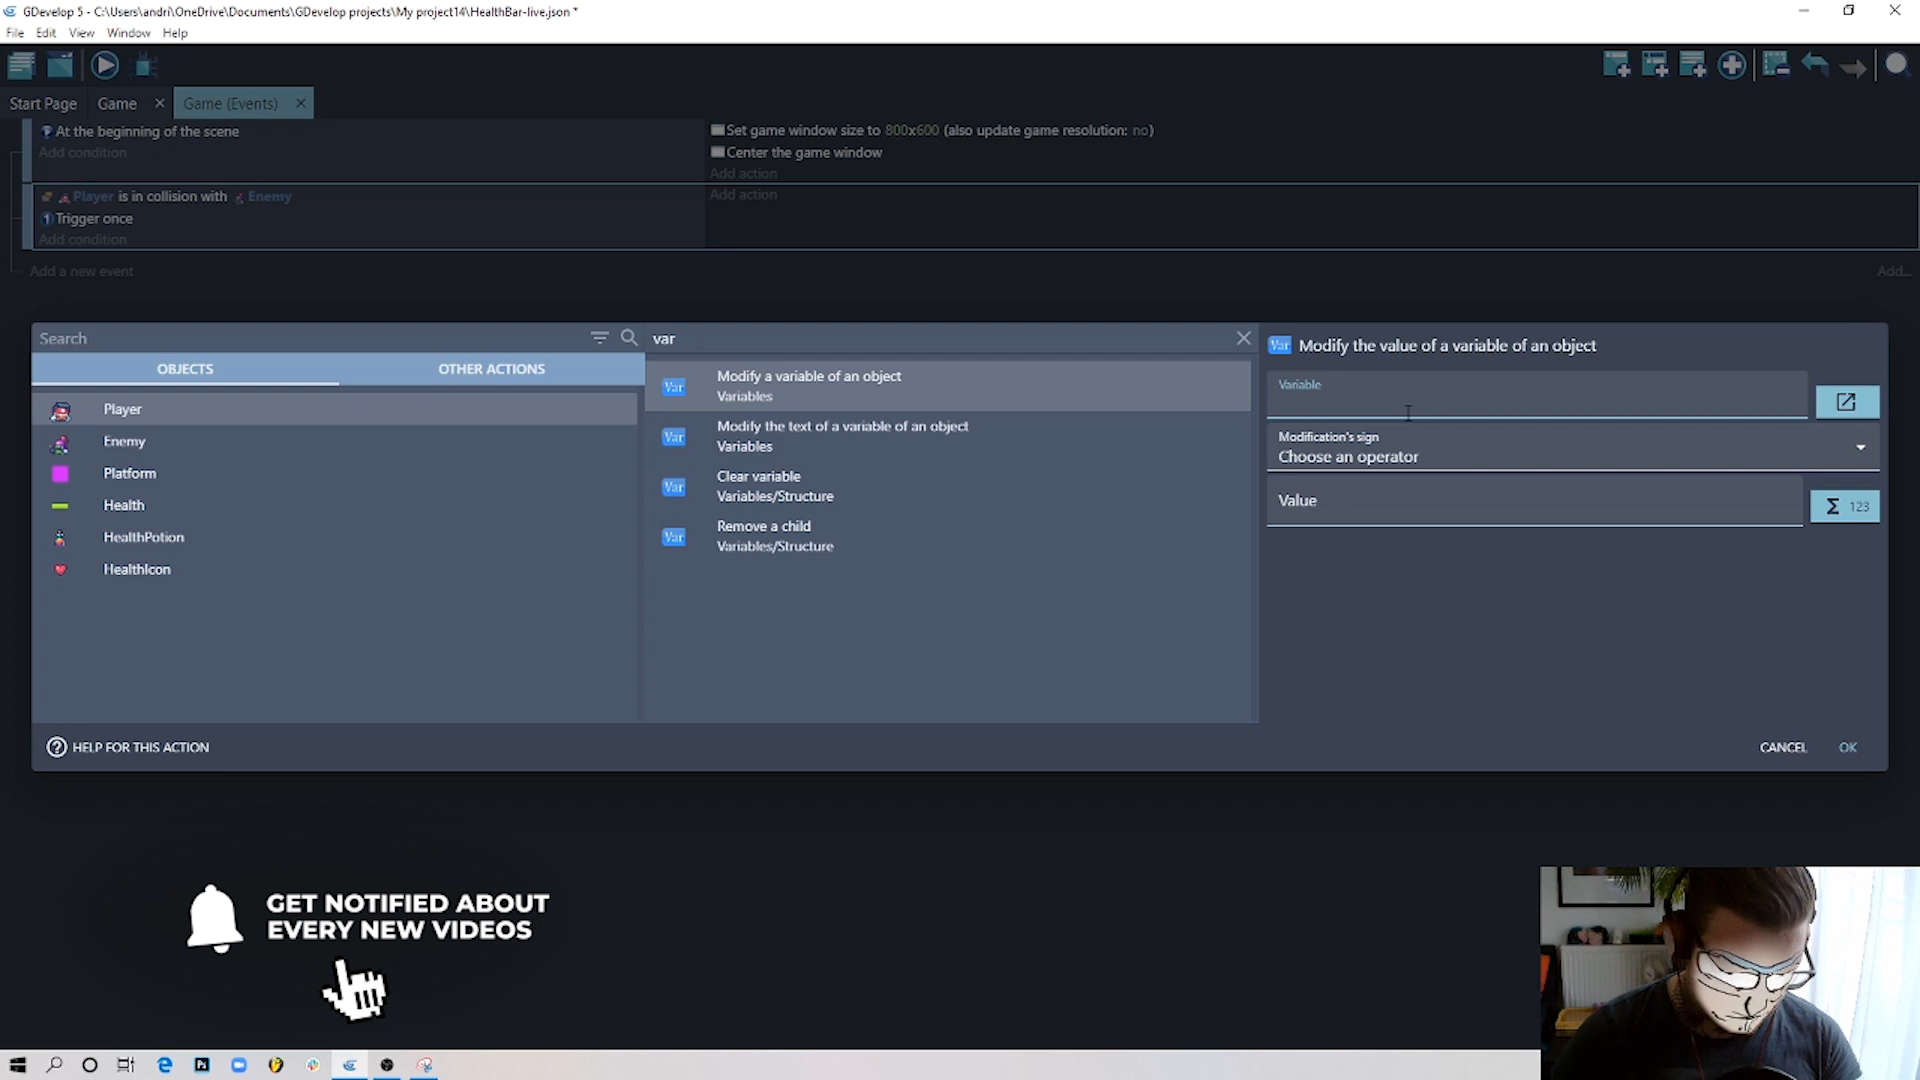 GDevelop 5 - C:\Users\andri\OneDrive\Documents\GDevelop projects\My project14\HealthBar-live.json *
File Edit View Window Help
Start Page Game × Game (Events) ×
At the beginning of the scene
Add condition
Set game window size to 800x600 (also update game resolution: no)
Center the game window
Add action
Player is in collision with Enemy
Trigger once
Add condition
Add action
Add a new event
Add...
Search
OBJECTS
OTHER ACTIONS
Player
Enemy
Platform
Health
HealthPotion
HealthIcon
var
Var
Modify a variable of an object
Variables
Var
Modify the text of a variable of an object
Variables
Var
Clear variable
Variables/Structure
Var
Remove a child
Variables/Structure
Var Modify the value of a variable of an object
Variable
Modification's sign
Choose an operator
Value
Σ 123
HELP FOR THIS ACTION
CANCEL
OK
GET NOTIFIED ABOUT
EVERY NEW VIDEOS